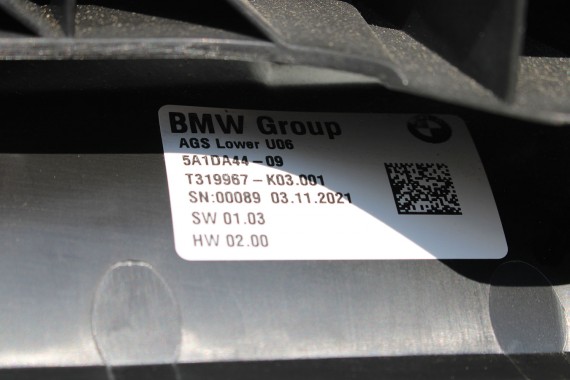 BMW Group
AGS Lower U06
5A1DA44-09
T319967-K03.001
SN:00089 03.11.2021
SW 01.03
HW 02.00